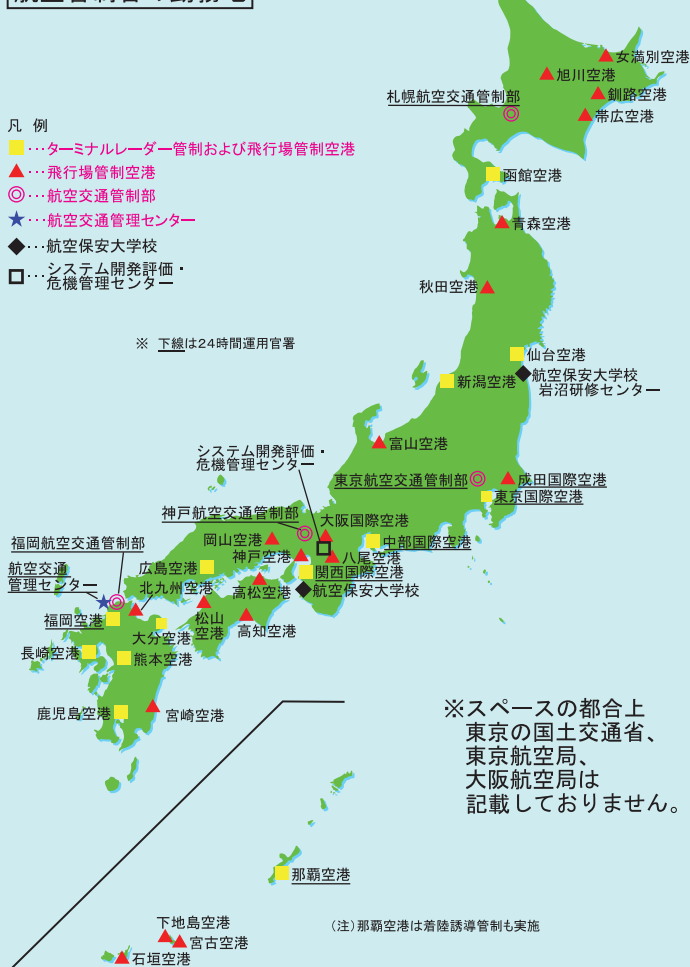 凡 例
…ターミナルレーダー管制および飛行場管制空港
…飛行場管制空港
…航空交通管制部
…航空交通管理センター
…航空保安大学校
…システム開発評価・
危機管理センター
※ 下線は24時間運用官署
女満別空港
旭川空港
釧路空港
札幌航空交通管制部
帯広空港
函館空港
青森空港
秋田空港
仙台空港
航空保安大学校
岩沼研修センター
新潟空港
富山空港
システム開発評価・
危機管理センター
東京航空交通管制部
成田国際空港
東京国際空港
神戸航空交通管制部
大阪国際空港
岡山空港
中部国際空港
福岡航空交通管制部
神戸空港
八尾空港
広島空港
関西国際空港
航空交通
管理センター
北九州空港
高松空港
航空保安大学校
福岡空港
松山
空港
大分空港
高知空港
長崎空港
熊本空港
鹿児島空港
宮崎空港
※スペースの都合上
東京の国土交通省、
東京航空局、
大阪航空局は
記載しておりません。
那覇空港
下地島空港
宮古空港
石垣空港
(注)那覇空港は着陸誘導管制も実施